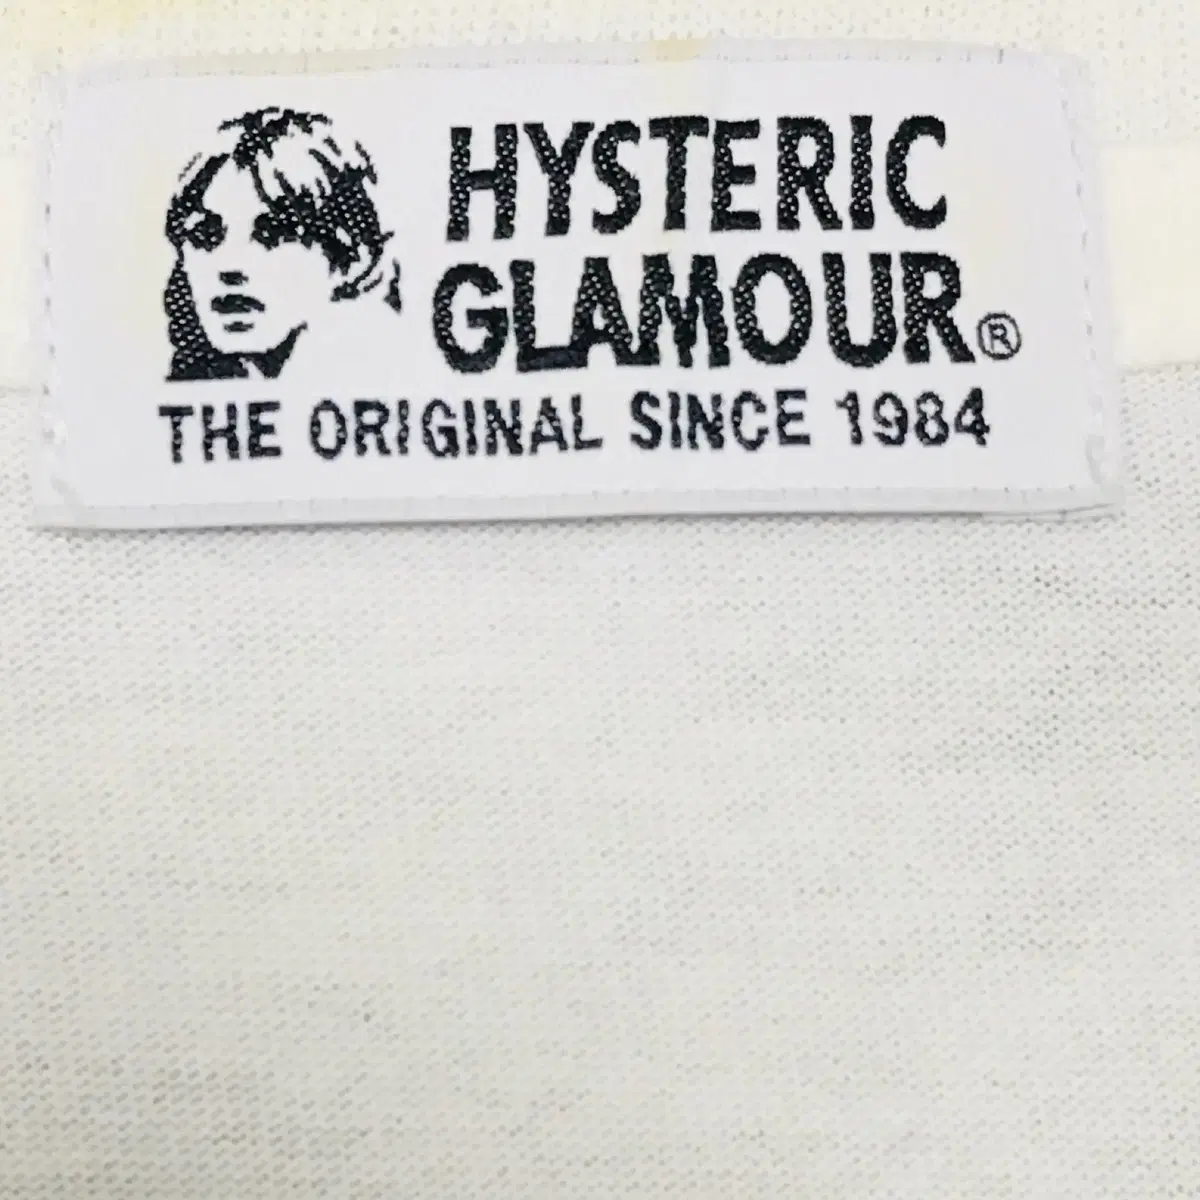 HYSTERIC
GLAMOUR®
THE ORIGINAL SINCE 1984